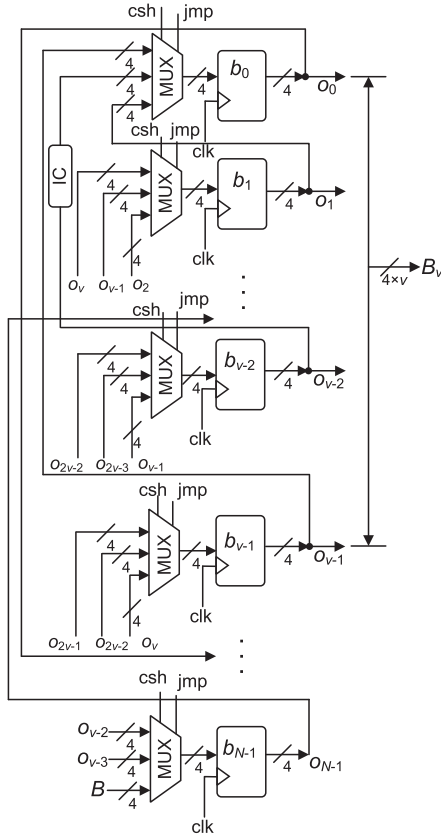 csh jmp
4
4
4
MUX
4
b0
4
o0
clk
csh jmp
IC
4
4
MUX
4
b1
4
o1
clk
4
ov ov-1 o2
4×v
Bv
csh jmp
4
4
MUX
4
bv-2
4
ov-2
clk
4
o2v-2 o2v-3 ov-1
csh jmp
4
4
MUX
4
bv-1
4
ov-1
clk
4
o2v-1 o2v-2 ov
csh jmp
ov-2 4
ov-3 4
B 4
MUX
4
bN-1
4
oN-1
clk